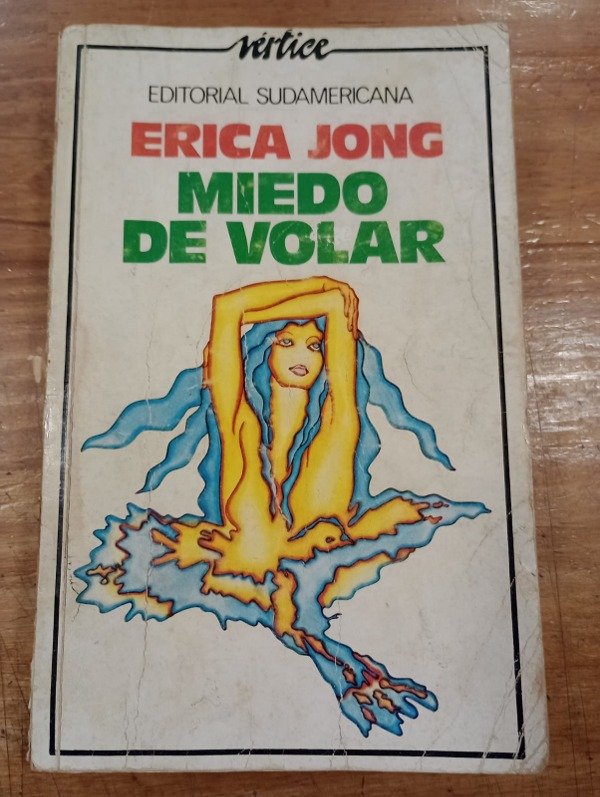 vértice
EDITORIAL SUDAMERICANA
ERICA JONG
MIEDO
DE VOLAR